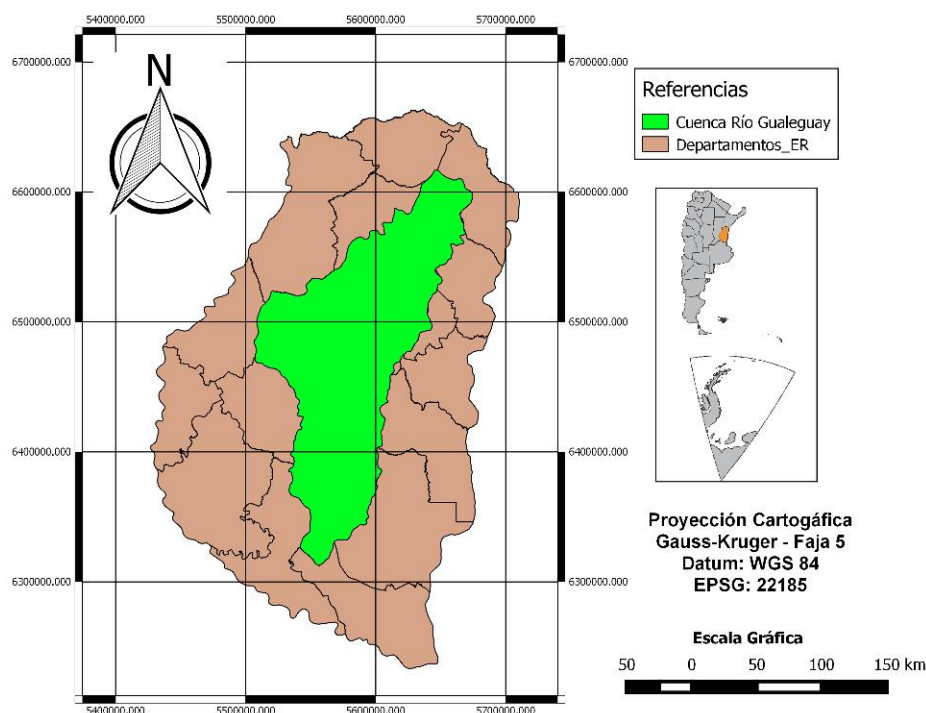 5400000.000 5500000.000 5600000.000 5700000.000
6700000.000 6700000.000
N
6600000.000 6600000.000
6500000.000 6500000.000
6400000.000 6400000.000
6300000.000 6300000.000
5400000.000 5500000.000 5600000.000 5700000.000
Referencias
Cuenca Río Gualeguay
Departamentos_ER
Proyección Cartogáfica
Gauss-Kruger - Faja 5
Datum: WGS 84
EPSG: 22185
Escala Gráfica
50 0 50 100 150 km